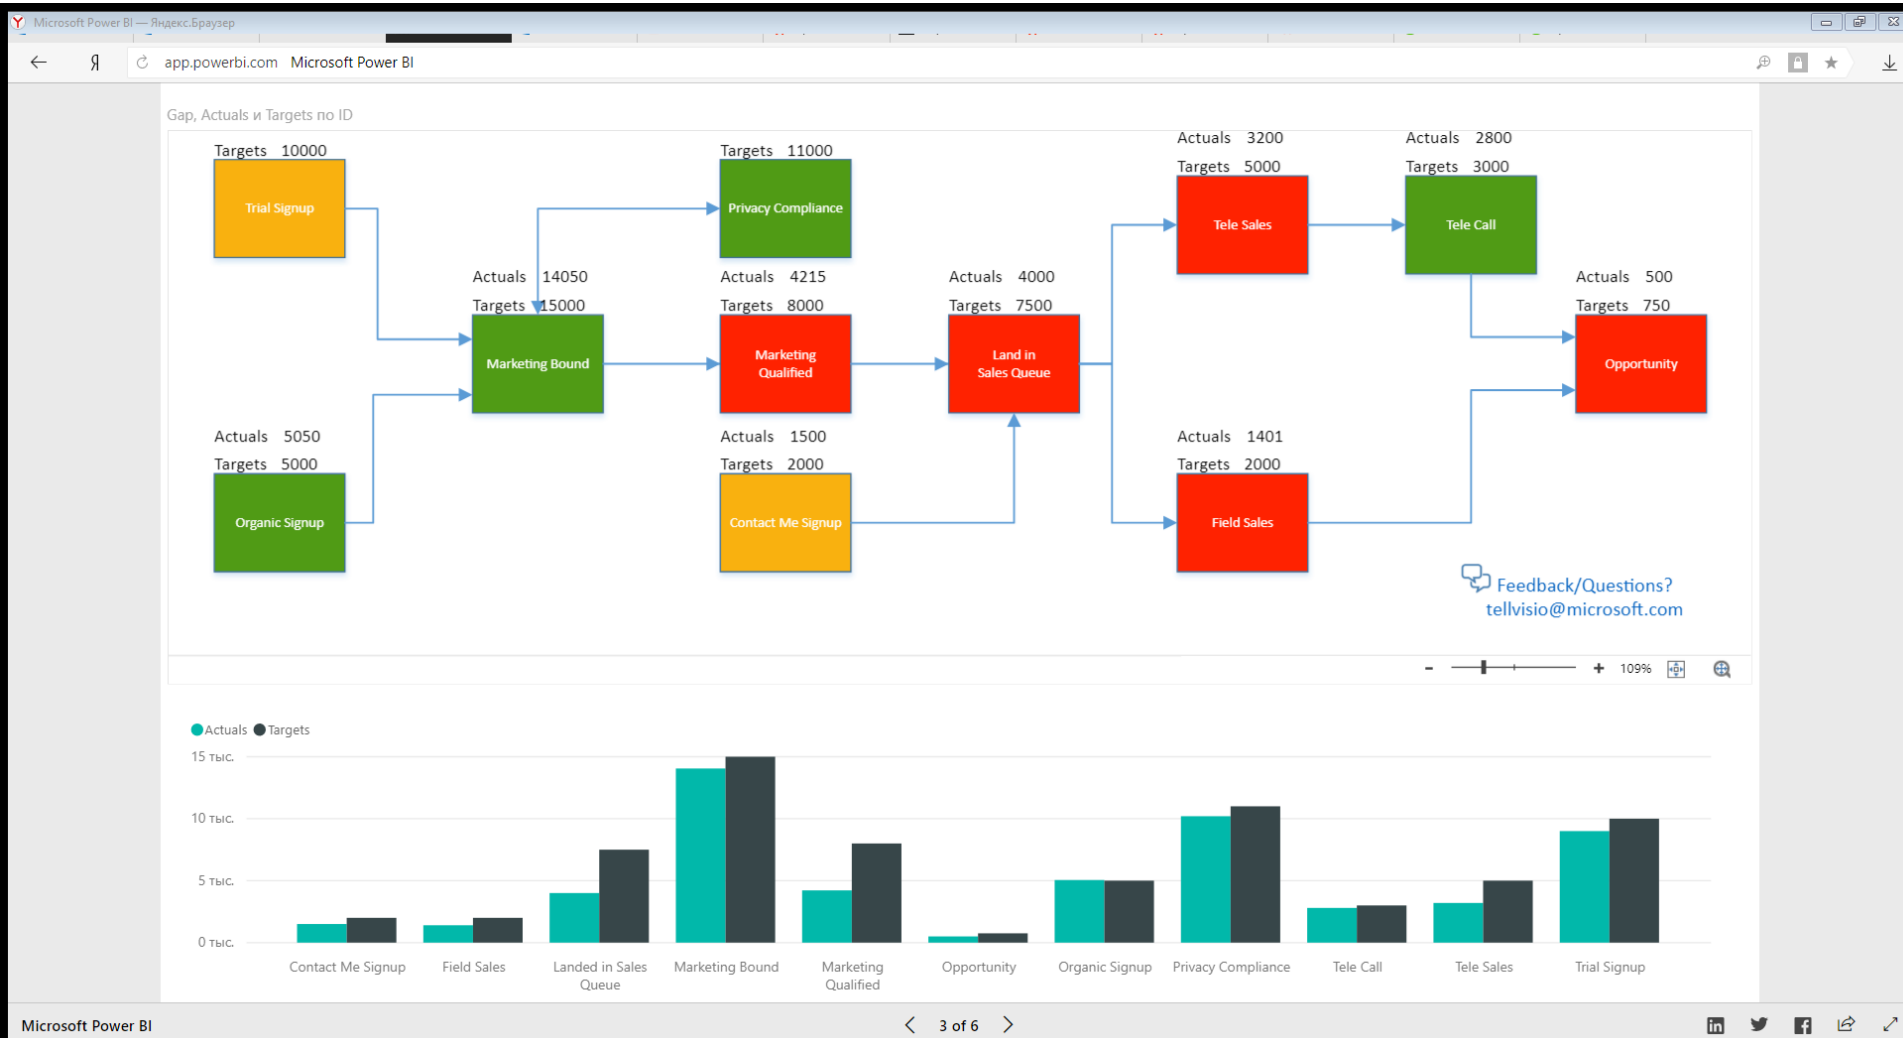 Microsoft Power BI — Яндекс.Браузер
Я app.powerbi.com Microsoft Power BI
Gap, Actuals и Targets по ID
Targets 10000
Trial Signup
Targets 11000
Privacy Compliance
Actuals 3200
Targets 5000
Tele Sales
Actuals 2800
Targets 3000
Tele Call
Actuals 14050
Targets 15000
Marketing Bound
Actuals 4215
Targets 8000
Marketing
Qualified
Actuals 4000
Targets 7500
Land in
Sales Queue
Actuals 500
Targets 750
Opportunity
Actuals 5050
Targets 5000
Organic Signup
Actuals 1500
Targets 2000
Contact Me Signup
Actuals 1401
Targets 2000
Field Sales
Feedback/Questions?
tellvisio@microsoft.com
- + 109%
Actuals Targets
15 тыс.
10 тыс.
5 тыс.
0 тыс.
Contact Me Signup
Field Sales
Landed in Sales
Queue
Marketing Bound
Marketing
Qualified
Opportunity
Organic Signup
Privacy Compliance
Tele Call
Tele Sales
Trial Signup
Microsoft Power BI
3 of 6